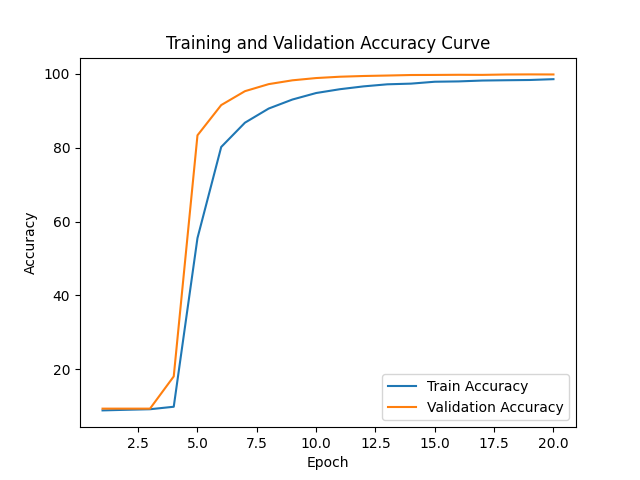 Training and Validation Accuracy Curve
100
80
60
40
20
Accuracy
2.5 5.0 7.5 10.0 12.5 15.0 17.5 20.0
Epoch
Train Accuracy
Validation Accuracy